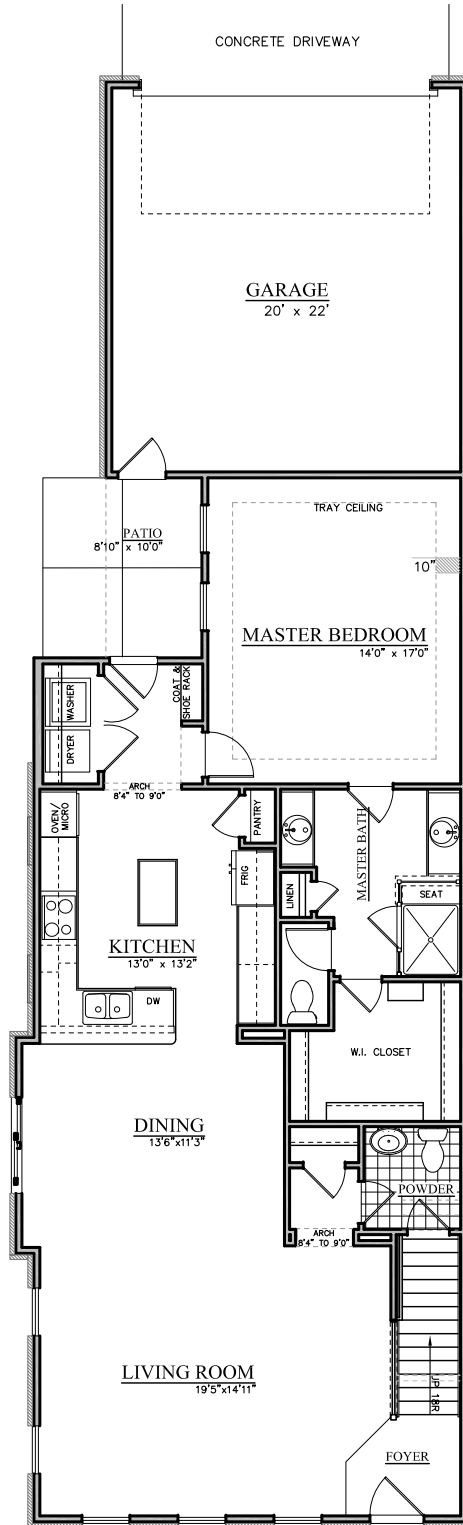 CONCRETE DRIVEWAY
GARAGE
20' x 22'
TRAY CEILING
PATIO
8'10" x 10'0"
10"
MASTER BEDROOM
14'0" x 17'0"
WASHER
COAT &
SHOE RACK
DRYER
ARCH
8'4" TO 9'0"
OVEN/
MICRO
PANTRY
MASTER BATH
FRIG
LINEN
SEAT
KITCHEN
13'0" x 13'2"
DW
W.I. CLOSET
DINING
13'6"x11'3"
POWDER
ARCH
8'4" TO 9'0"
LIVING ROOM
19'5"x14'11"
UP 18R
FOYER